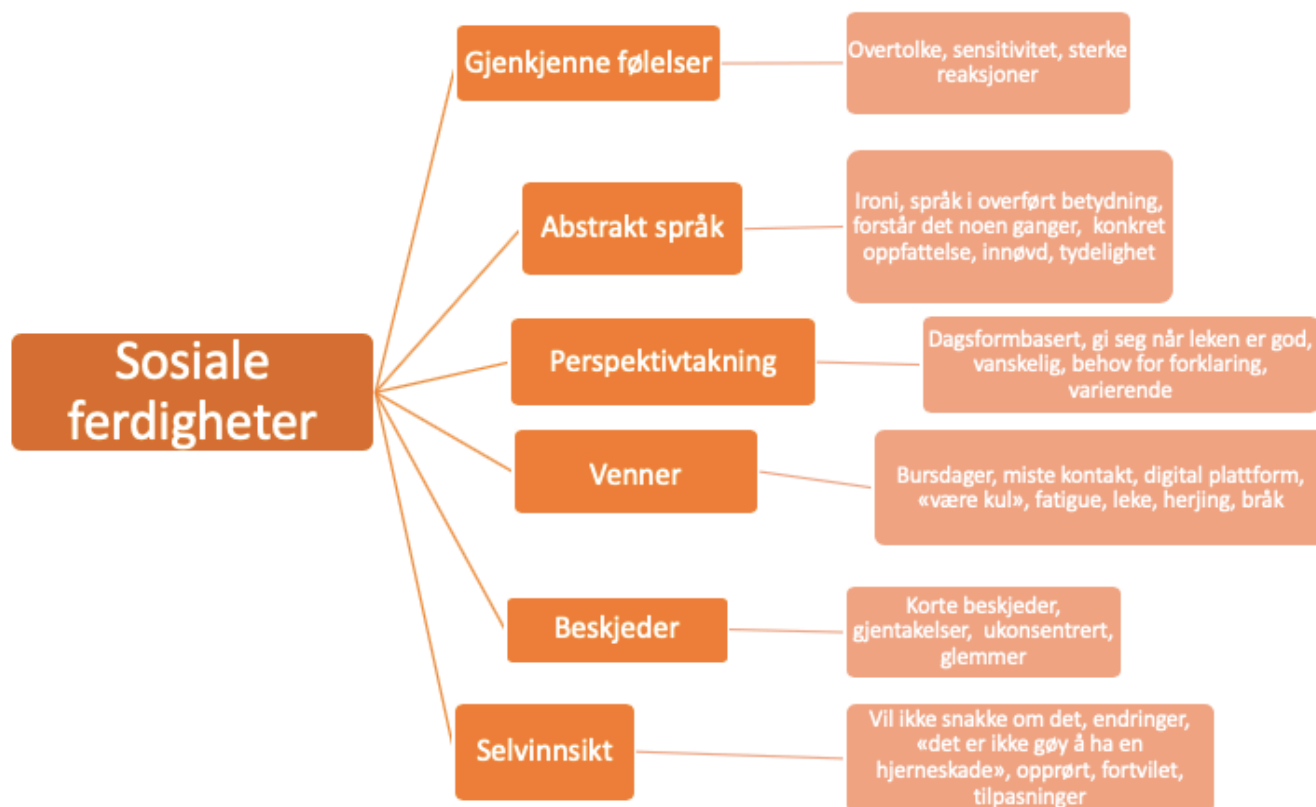 Sosiale
ferdigheter
Gjenkjenne følelser
Overtolke, sensitivitet, sterke
reaksjoner
Abstrakt språk
Ironi, språk i overført betydning,
forstår det noen ganger,  konkret
oppfattelse, innøvd, tydelighet
Perspektivtakning
Dagsformbasert, gi seg når leken er god,
vanskelig, behov for forklaring,
varierende
Venner
Bursdager, miste kontakt, digital plattform,
«være kul», fatigue, leke, herjing, bråk
Beskjeder
Korte beskjeder,
gjentakelser,  ukonsentrert,
glemmer
Selvinnsikt
Vil ikke snakke om det, endringer,
«det er ikke gøy å ha en
hjerneskade», opprørt, fortvilet,
tilpasninger